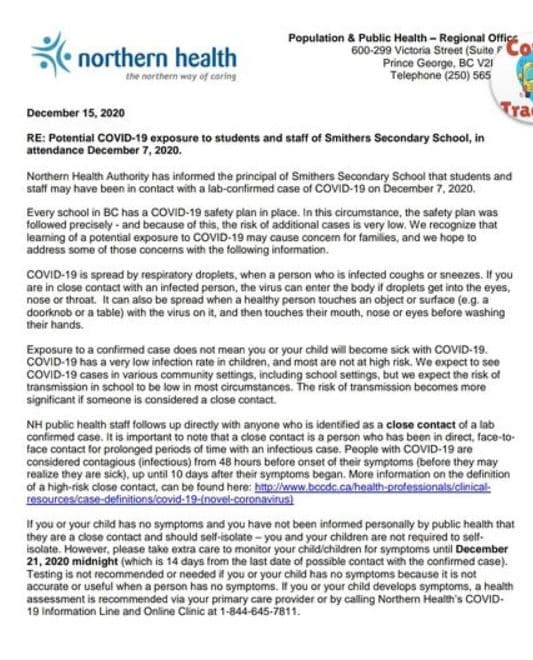 northern health
the northern way of caring
Population & Public Health – Regional Office
600-299 Victoria Street (Suite
Prince George, BC V2
Telephone (250) 565
Co
Tra
December 15, 2020
RE: Potential COVID-19 exposure to students and staff of Smithers Secondary School, in
attendance December 7, 2020.
Northern Health Authority has informed the principal of Smithers Secondary School that students and
staff may have been in contact with a lab-confirmed case of COVID-19 on December 7, 2020.
Every school in BC has a COVID-19 safety plan in place. In this circumstance, the safety plan was
followed precisely - and because of this, the risk of additional cases is very low. We recognize that
learning of a potential exposure to COVID-19 may cause concern for families, and we hope to
address some of those concerns with the following information.
COVID-19 is spread by respiratory droplets, when a person who is infected coughs or sneezes. If you
are in close contact with an infected person, the virus can enter the body if droplets get into the eyes,
nose or throat. It can also be spread when a healthy person touches an object or surface (e.g. a
doorknob or a table) with the virus on it, and then touches their mouth, nose or eyes before washing
their hands.
Exposure to a confirmed case does not mean you or your child will become sick with COVID-19.
COVID-19 has a very low infection rate in children, and most are not at high risk. We expect to see
COVID-19 cases in various community settings, including school settings, but we expect the risk of
transmission in school to be low in most circumstances. The risk of transmission becomes more
significant if someone is considered a close contact.
NH public health staff follows up directly with anyone who is identified as a close contact of a lab
confirmed case. It is important to note that a close contact is a person who has been in direct, face-to-
face contact for prolonged periods of time with an infectious case. People with COVID-19 are
considered contagious (infectious) from 48 hours before onset of their symptoms (before they may
realize they are sick), up until 10 days after their symptoms began. More information on the definition
of a high-risk close contact, can be found here: http://www.bccdc.ca/health-professionals/clinical-
resources/case-definitions/covid-19-(novel-coronavirus)
If you or your child has no symptoms and you have not been informed personally by public health that
they are a close contact and should self-isolate – you and your children are not required to self-
isolate. However, please take extra care to monitor your child/children for symptoms until December
21, 2020 midnight (which is 14 days from the last date of possible contact with the confirmed case).
Testing is not recommended or needed if you or your child has no symptoms because it is not
accurate or useful when a person has no symptoms. If you or your child develops symptoms, a health
assessment is recommended via your primary care provider or by calling Northern Health's COVID-
19 Information Line and Online Clinic at 1-844-645-7811.